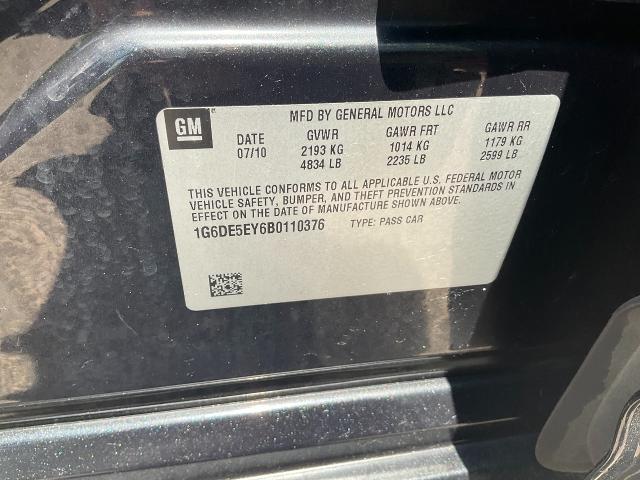 GM
MFD BY GENERAL MOTORS LLC
DATE GVWR GAWR FRT GAWR RR
07/10 2193 KG 1014 KG 1179 KG
4834 LB 2235 LB 2599 LB
THIS VEHICLE CONFORMS TO ALL APPLICABLE U.S. FEDERAL MOTOR
VEHICLE SAFETY, BUMPER, AND THEFT PREVENTION STANDARDS IN
EFFECT ON THE DATE OF MANUFACTURE SHOWN ABOVE.
1G6DE5EY6B0110376 TYPE: PASS CAR